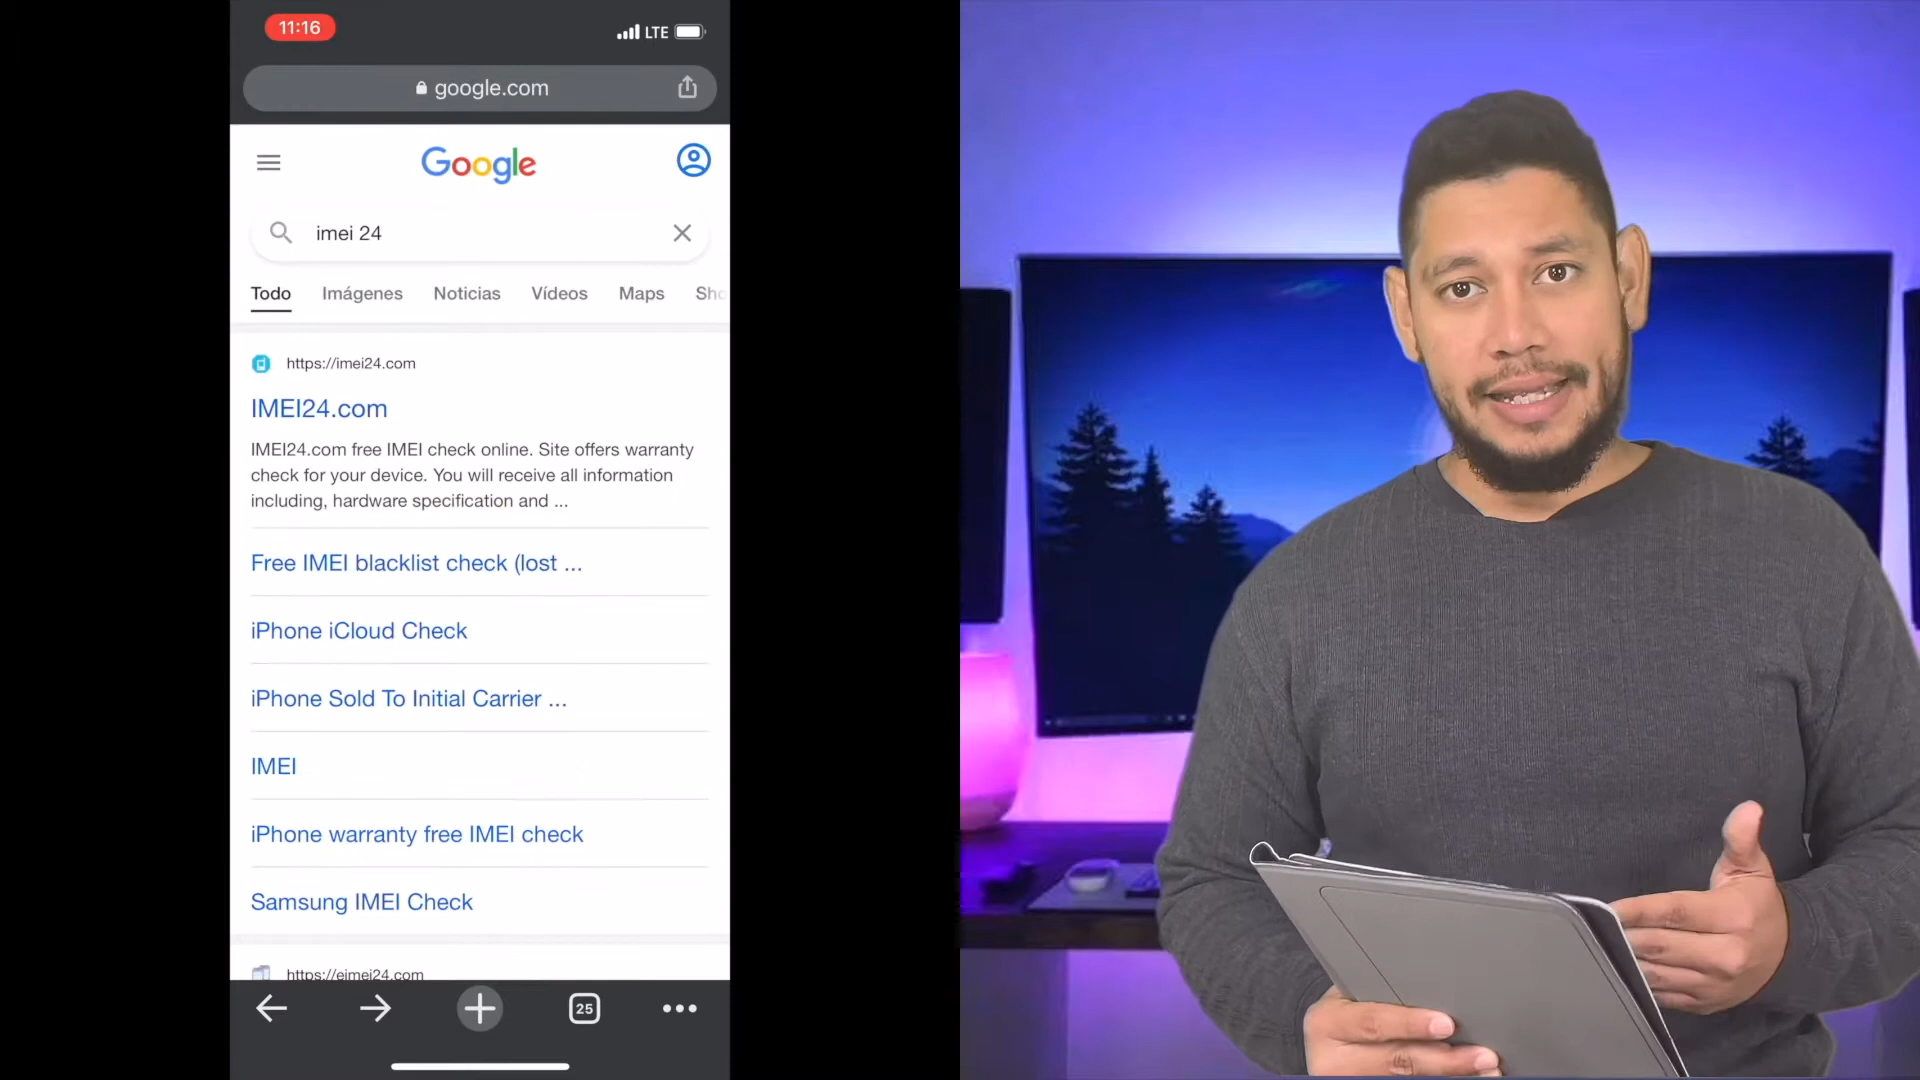 11:16
LTE
google.com
Google
imei 24
Todo Imágenes Noticias Vídeos Maps Sho
https://imei24.com
IMEI24.com
IMEI24.com free IMEI check online. Site offers warranty
check for your device. You will receive all information
including, hardware specification and ...
Free IMEI blacklist check (lost ...
iPhone iCloud Check
iPhone Sold To Initial Carrier ...
IMEI
iPhone warranty free IMEI check
Samsung IMEI Check
https://eimei24.com
25